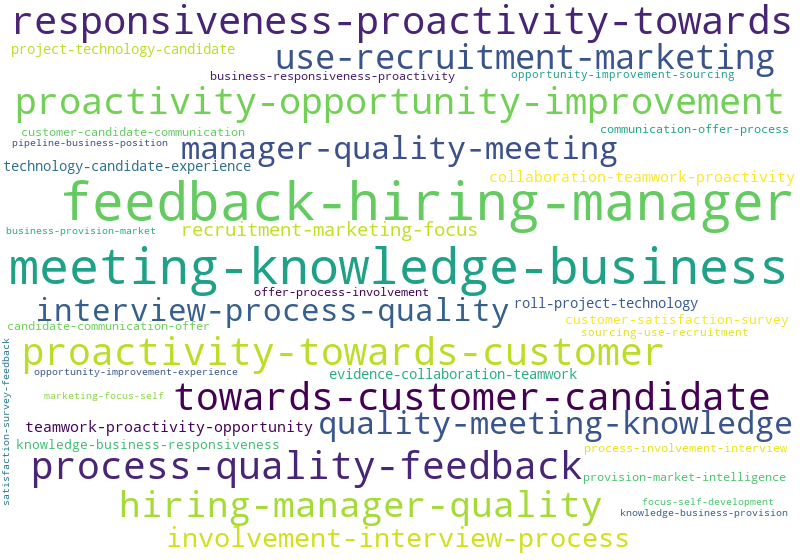 responsiveness-proactivity-towards
project-technology-candidate
use-recruitment-marketing
business-responsiveness-proactivity
opportunity-improvement-sourcing
proactivity-opportunity-improvement
customer-candidate-communication
communication-offer-process
pipeline-business-position
manager-quality-meeting
technology-candidate-experience
collaboration-teamwork-proactivity
feedback-hiring-manager
business-provision-market
recruitment-marketing-focus
meeting-knowledge-business
offer-process-involvement
interview-process-quality
roll-project-technology
candidate-communication-offer
customer-satisfaction-survey
sourcing-use-recruitment
proactivity-towards-customer
satisfaction-survey-feedback
opportunity-improvement-experience
evidence-collaboration-teamwork
marketing-focus-self
towards-customer-candidate
teamwork-proactivity-opportunity
quality-meeting-knowledge
knowledge-business-responsiveness
process-involvement-interview
process-quality-feedback
provision-market-intelligence
hiring-manager-quality
focus-self-development
knowledge-business-provision
involvement-interview-process